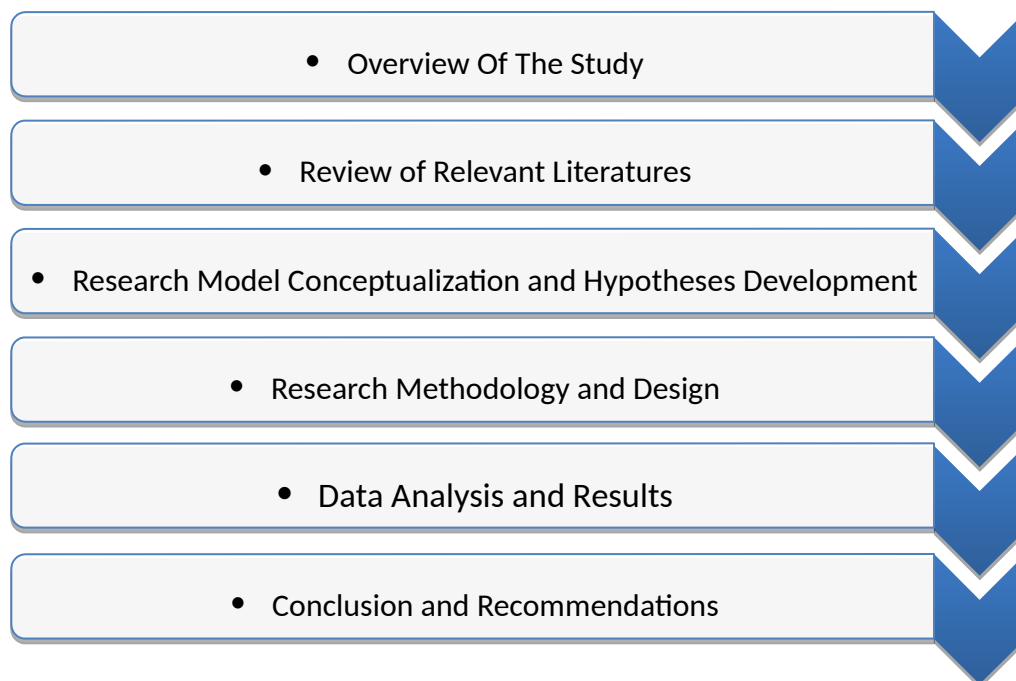 • Overview Of The Study
• Review of Relevant Literatures
• Research Model Conceptualization and Hypotheses Development
• Research Methodology and Design
• Data Analysis and Results
• Conclusion and Recommendations